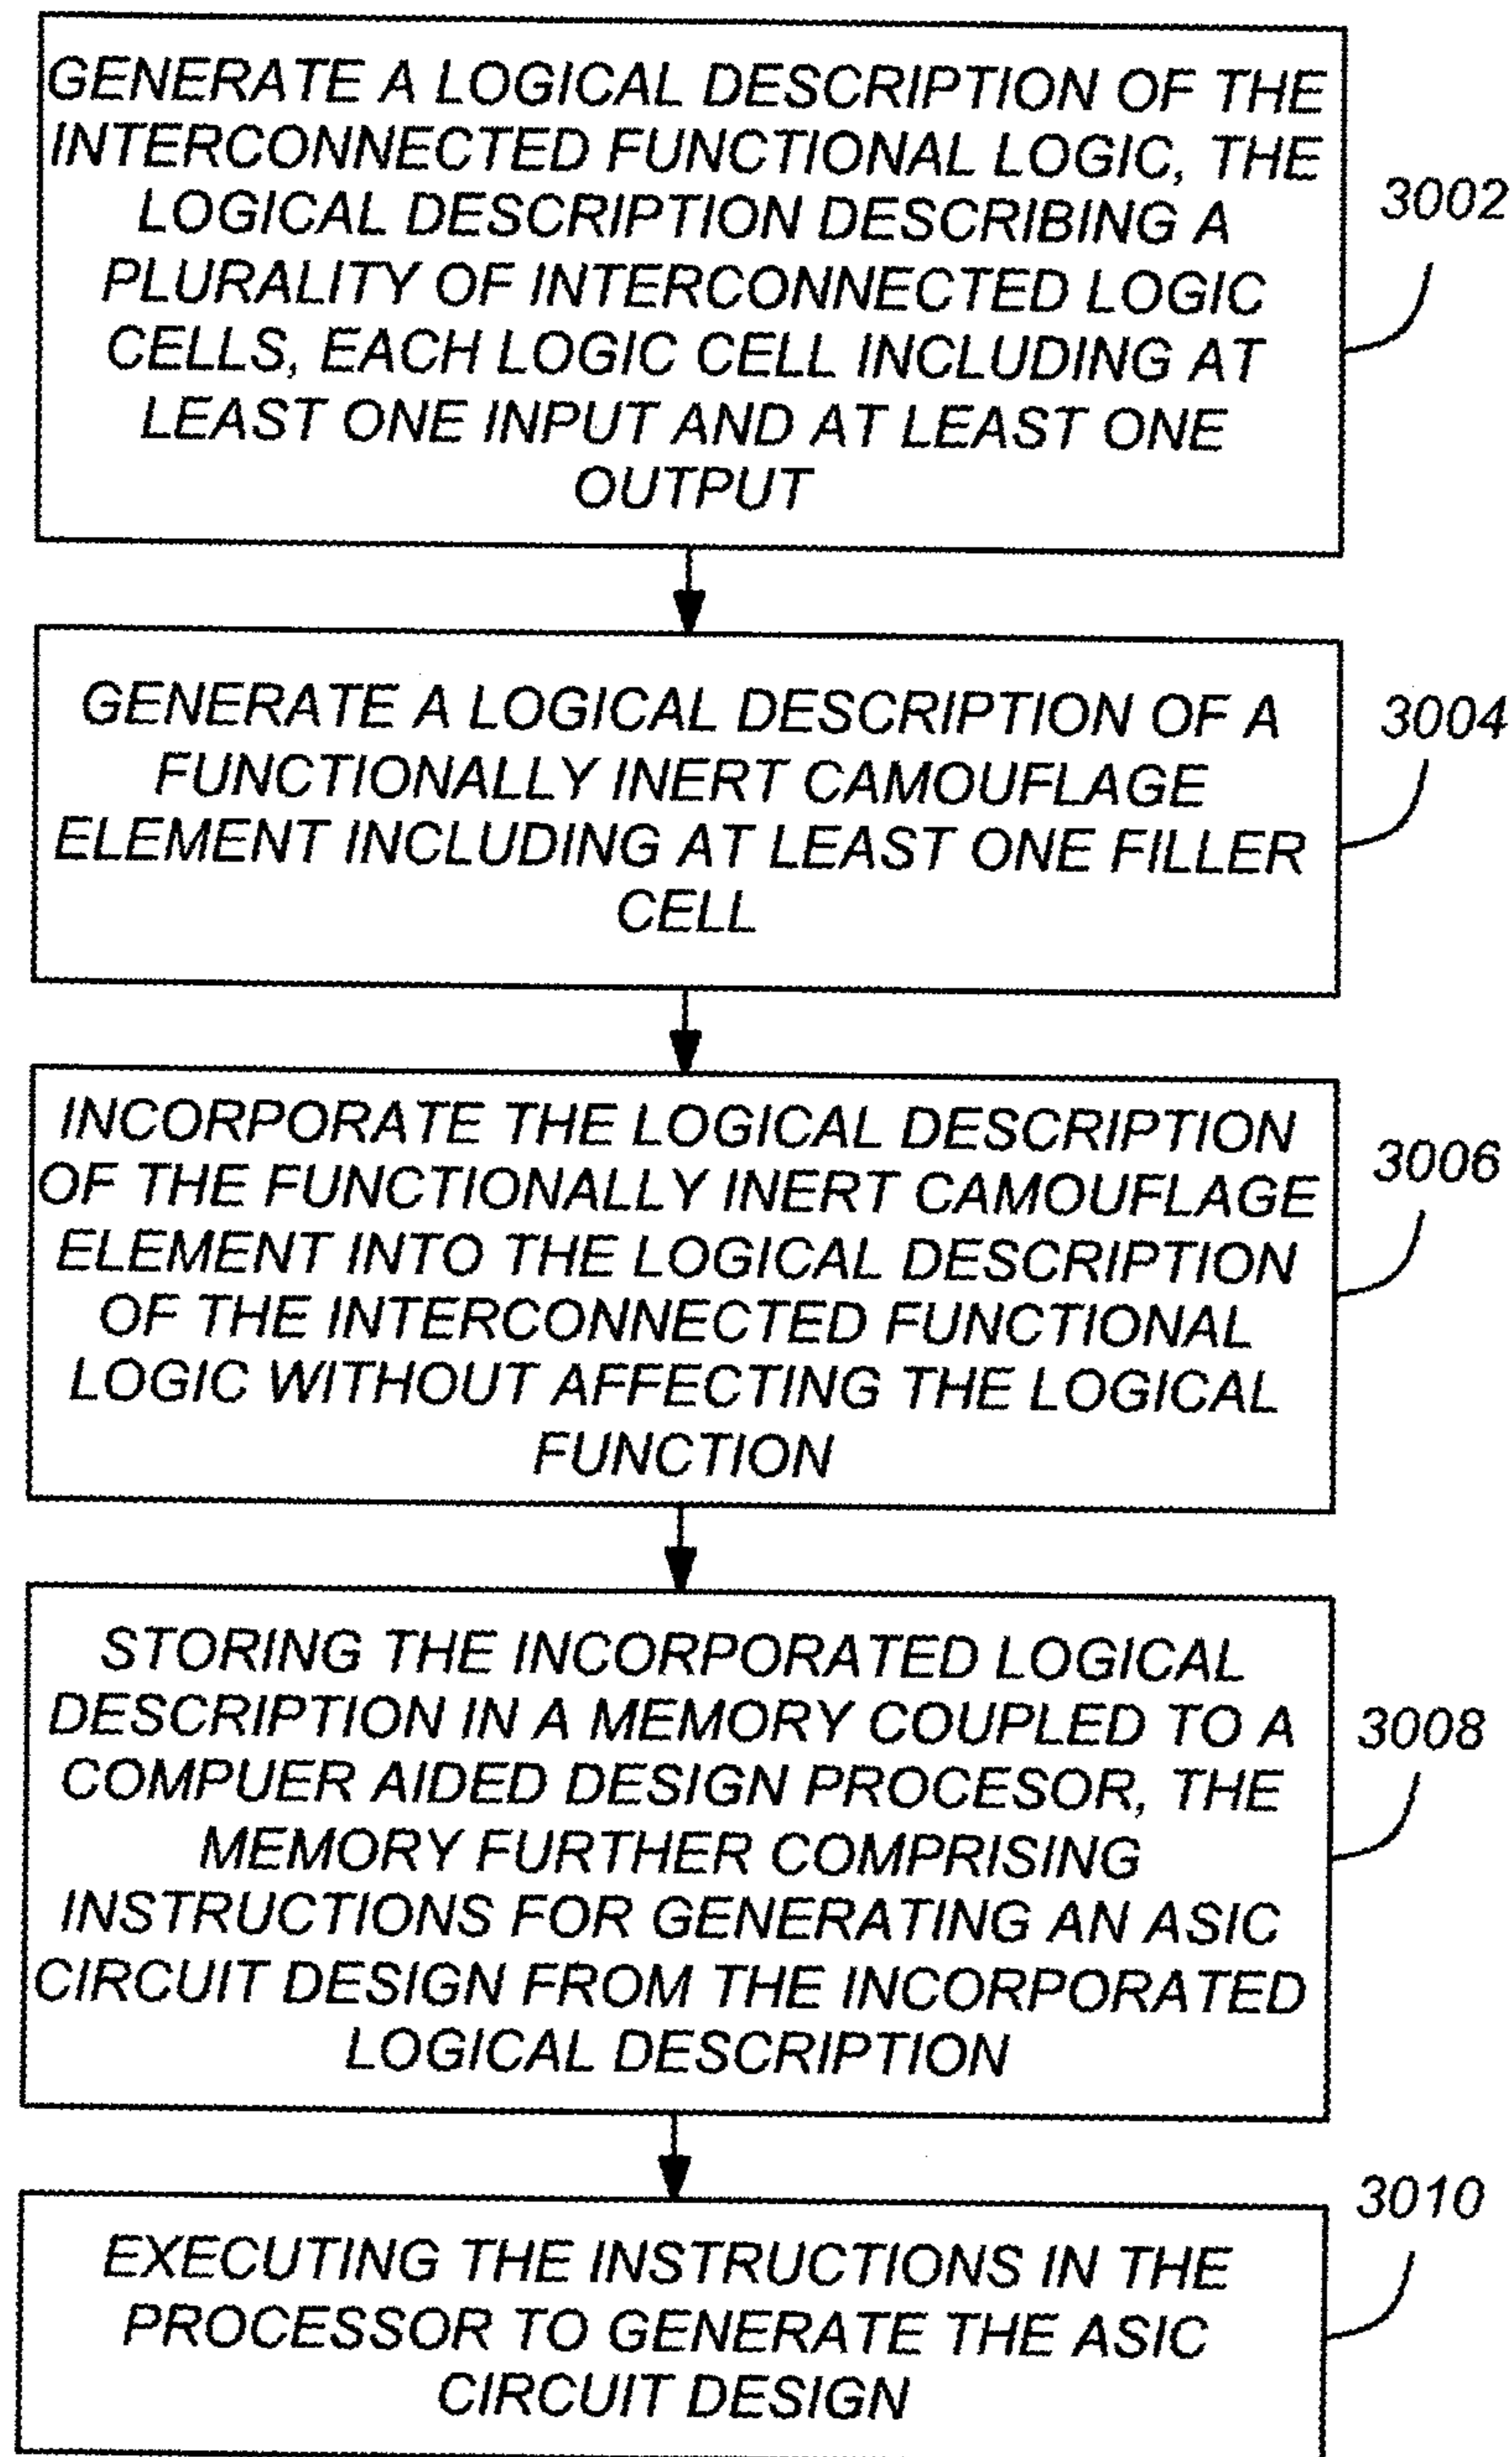 GENERATE A LOGICAL DESCRIPTION OF THE
INTERCONNECTED FUNCTIONAL LOGIC, THE
LOGICAL DESCRIPTION DESCRIBING A
PLURALITY OF INTERCONNECTED LOGIC
CELLS, EACH LOGIC CELL INCLUDING AT
LEAST ONE INPUT AND AT LEAST ONE
OUTPUT
3002
GENERATE A LOGICAL DESCRIPTION OF A
FUNCTIONALLY INERT CAMOUFLAGE
ELEMENT INCLUDING AT LEAST ONE FILLER
CELL
3004
INCORPORATE THE LOGICAL DESCRIPTION
OF THE FUNCTIONALLY INERT CAMOUFLAGE
ELEMENT INTO THE LOGICAL DESCRIPTION
OF THE INTERCONNECTED FUNCTIONAL
LOGIC WITHOUT AFFECTING THE LOGICAL
FUNCTION
3006
STORING THE INCORPORATED LOGICAL
DESCRIPTION IN A MEMORY COUPLED TO A
COMPUER AIDED DESIGN PROCESOR, THE
MEMORY FURTHER COMPRISING
INSTRUCTIONS FOR GENERATING AN ASIC
CIRCUIT DESIGN FROM THE INCORPORATED
LOGICAL DESCRIPTION
3008
EXECUTING THE INSTRUCTIONS IN THE
PROCESSOR TO GENERATE THE ASIC
CIRCUIT DESIGN
3010